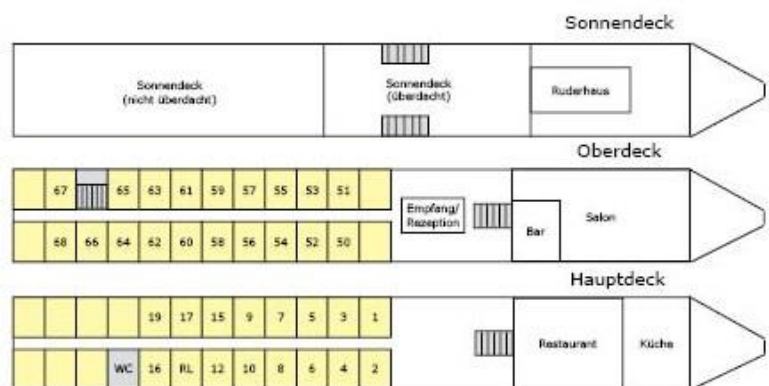 Sonnendeck
Sonnendeck
(nicht überdacht)
Sonnendeck
(überdacht)
Ruderhaus
Oberdeck
67 65 63 61 59 57 55 53 51
Empfang/
Rezeption
Bar
Salon
68 66 64 62 60 58 56 54 52 50
Hauptdeck
19 17 15 9 7 5 3 1
Restaurant
Küche
WC 16 RL 12 10 8 6 4 2